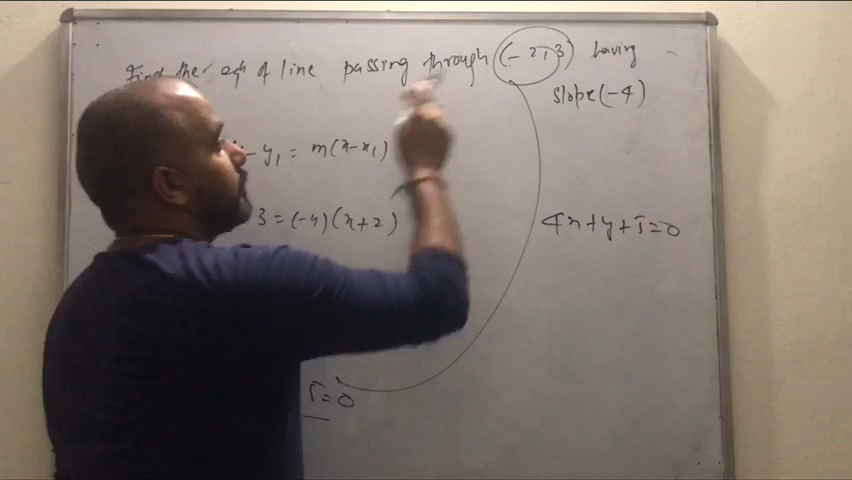 Find the eqn of line passing through (-2, 3) having
slope (-4)
- y₁ = m(x-x₁)
3 = (-4)(x+2)
4x+y+5=0
5=0